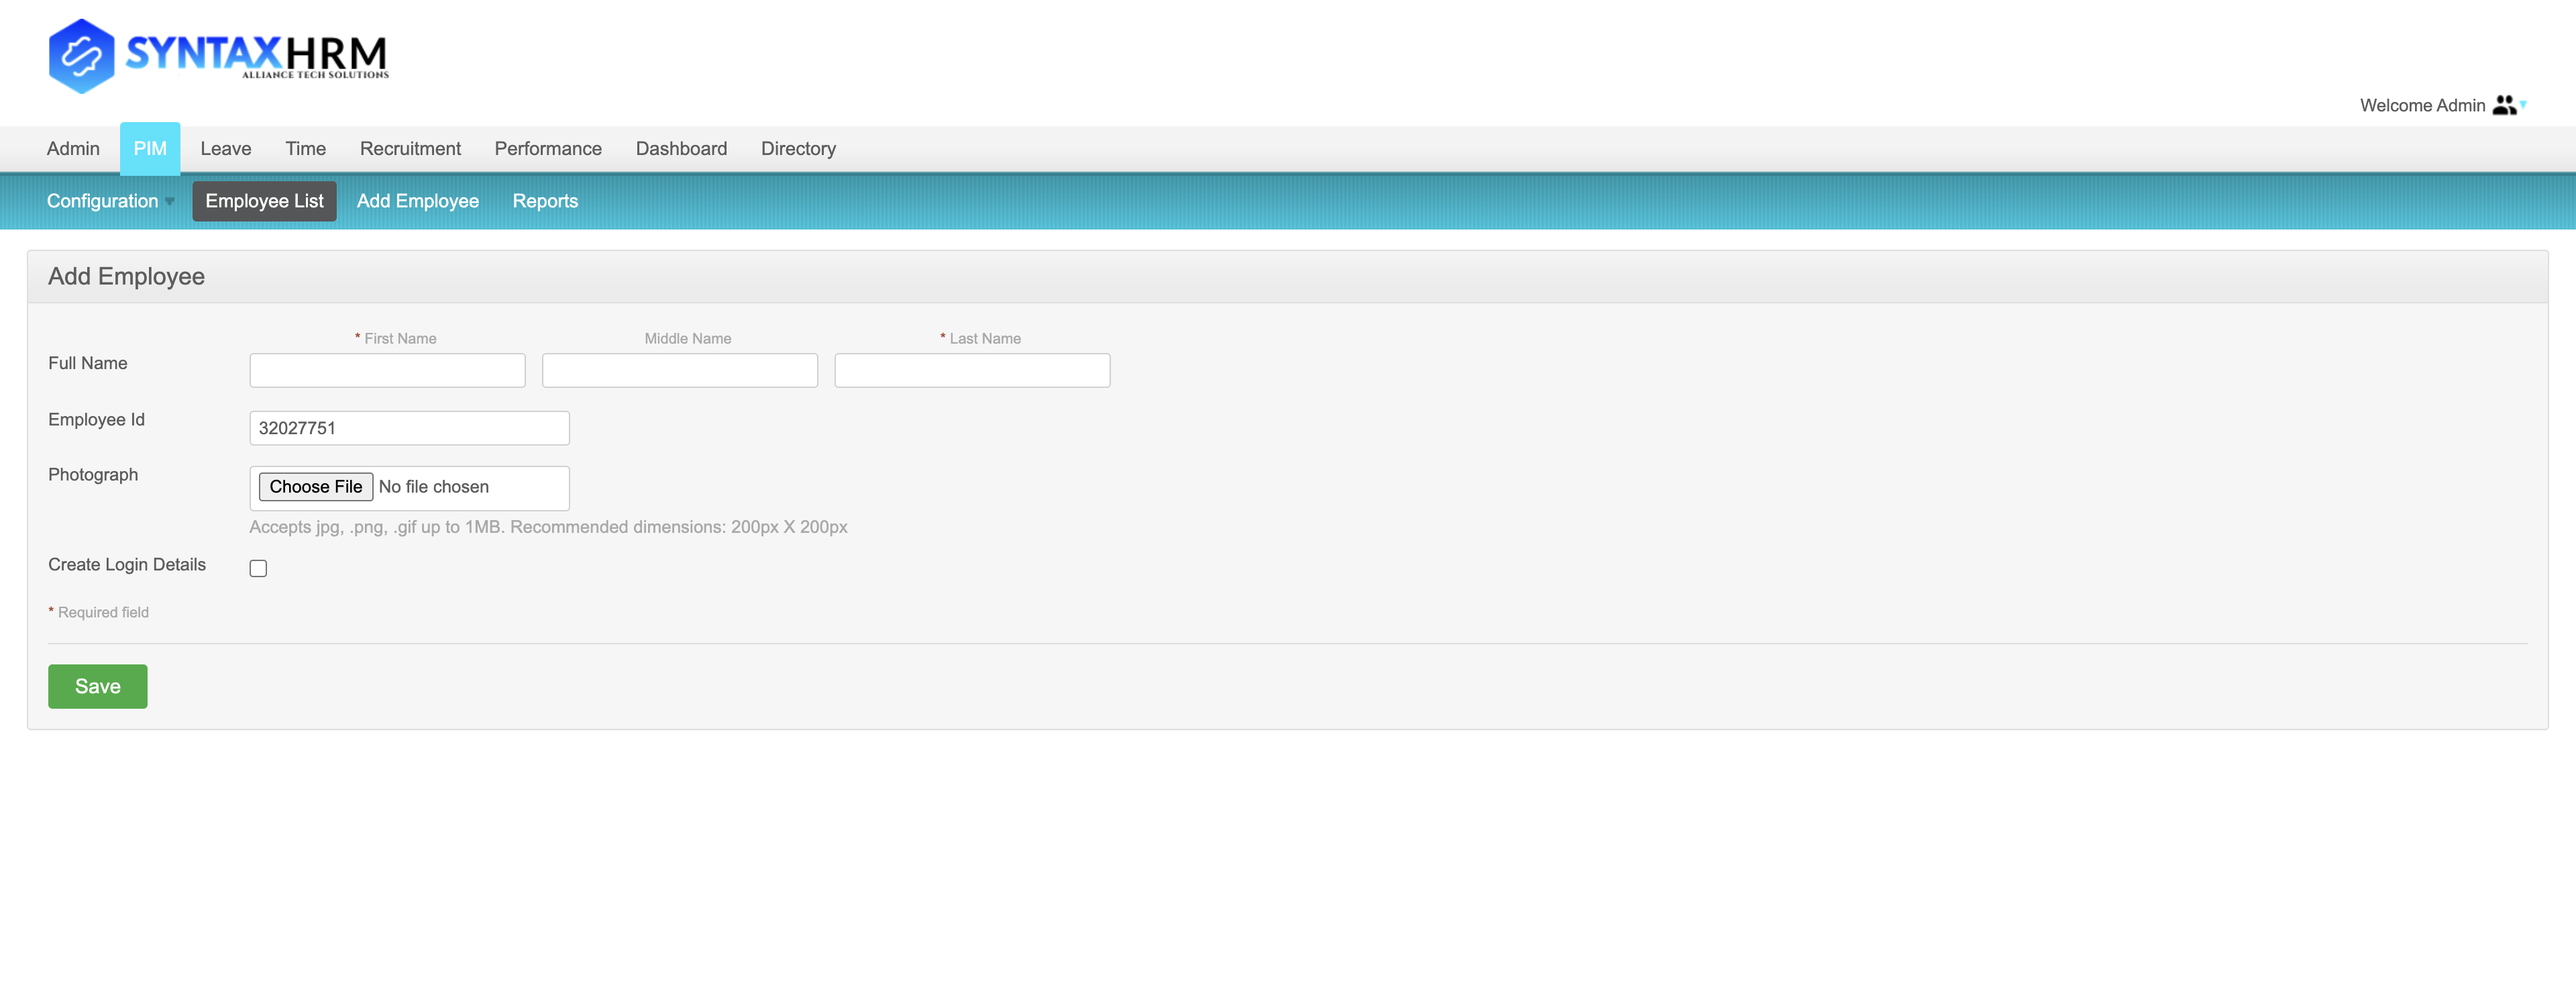 SYNTAXHRM
ALLIANCE TECH SOLUTIONS
Welcome Admin
Admin PIM Leave Time Recruitment Performance Dashboard Directory
Configuration Employee List Add Employee Reports
Add Employee
* First Name Middle Name * Last Name
Full Name
Employee Id 32027751
Photograph Choose File No file chosen
Accepts jpg, .png, .gif up to 1MB. Recommended dimensions: 200px X 200px
Create Login Details
* Required field
Save